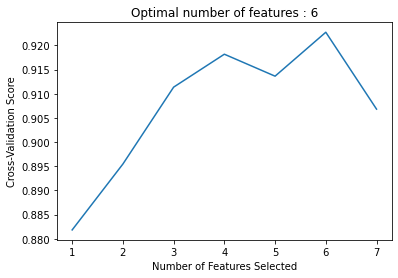 Optimal number of features : 6
Cross-Validation Score
0.920
0.915
0.910
0.905
0.900
0.895
0.890
0.885
0.880
1 2 3 4 5 6 7
Number of Features Selected